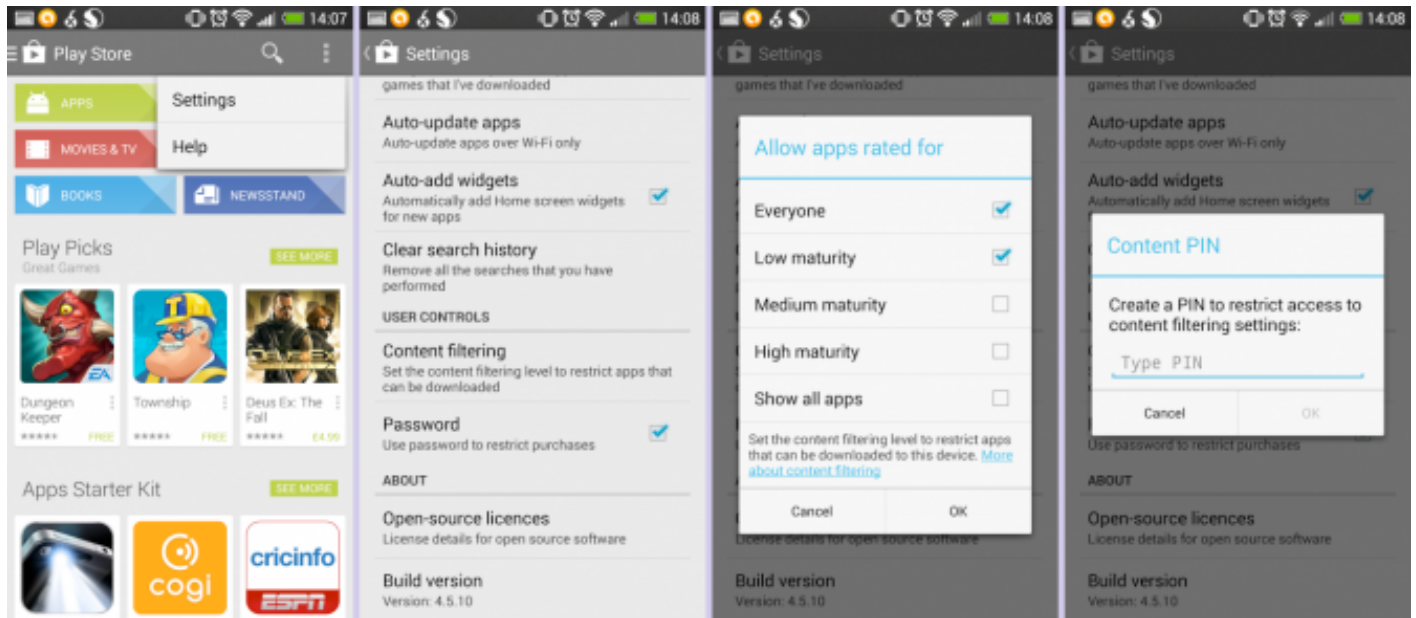 14:07
Play Store
APPS
Settings
MOVIES & TV
Help
BOOKS
NEWSSTAND
Play Picks
Great Games
SEE MORE
EA
DEUS EX
Dungeon
Keeper
Township
Deus Ex: The
Fall
FREE
FREE
£4.99
Apps Starter Kit
SEE MORE
cogi
cricinfo
ESPN
14:08
Settings
games that I've downloaded
Auto-update apps
Auto-update apps over Wi-Fi only
Auto-add widgets
Automatically add Home screen widgets
for new apps
Clear search history
Remove all the searches that you have
performed
USER CONTROLS
Content filtering
Set the content filtering level to restrict apps that
can be downloaded
Password
Use password to restrict purchases
ABOUT
Open-source licences
License details for open source software
Build version
Version: 4.5.10
14:08
Settings
games that I've downloaded
Allow apps rated for
Everyone
Low maturity
Medium maturity
High maturity
Show all apps
Set the content filtering level to restrict apps
that can be downloaded to this device. More
about content filtering
Cancel
OK
License details for open source software
Build version
Version: 4.5.10
14:08
Settings
games that I've downloaded
Auto-update apps
Auto-update apps over Wi-Fi only
Auto-add widgets
Automatically add Home screen widgets
Content PIN
Create a PIN to restrict access to
content filtering settings:
Type PIN
Cancel
OK
Use password to restrict purchases
ABOUT
Open-source licences
License details for open source software
Build version
Version: 4.5.10